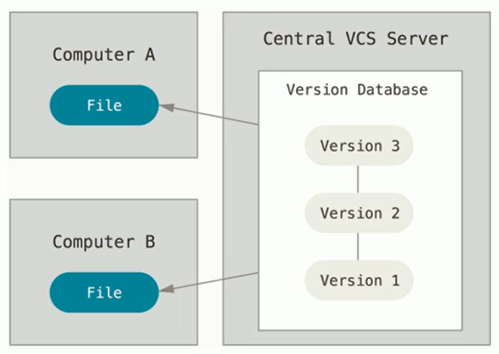 Computer A
File
Computer B
File
Central VCS Server
Version Database
Version 3
Version 2
Version 1